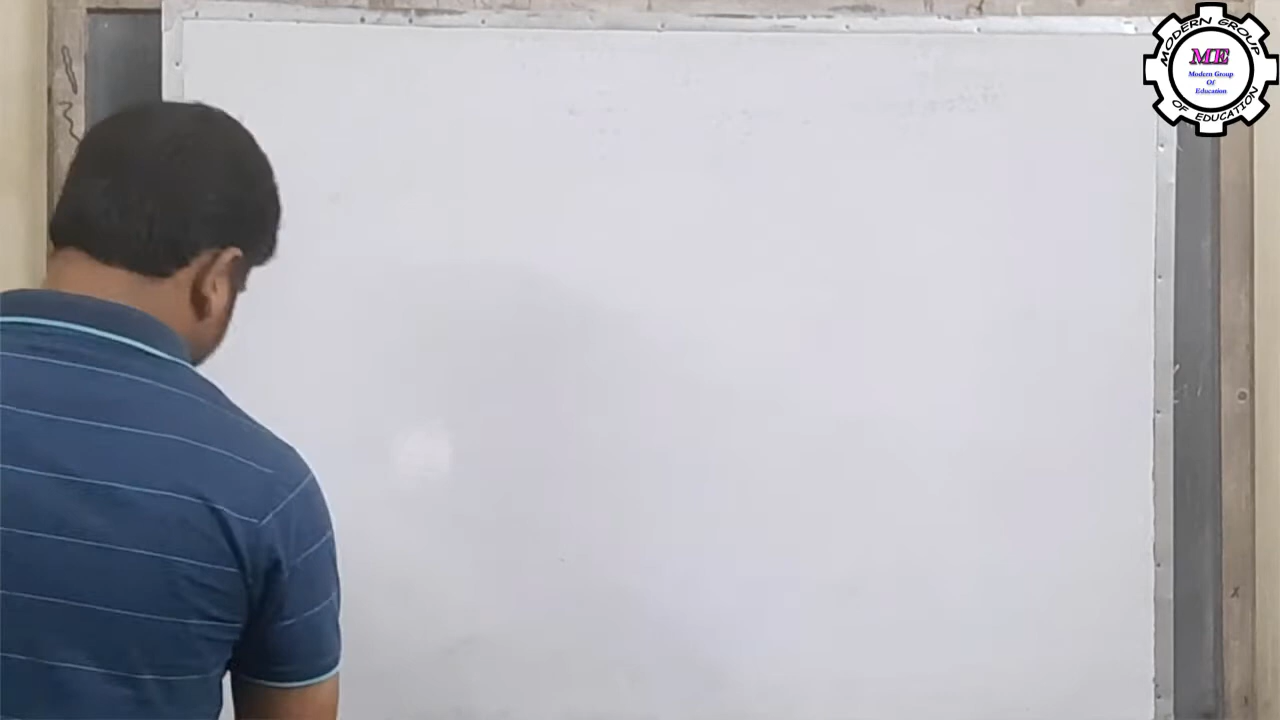 MODERN GROUP
ME
Modern Group
Of
Education
OF EDUCATION